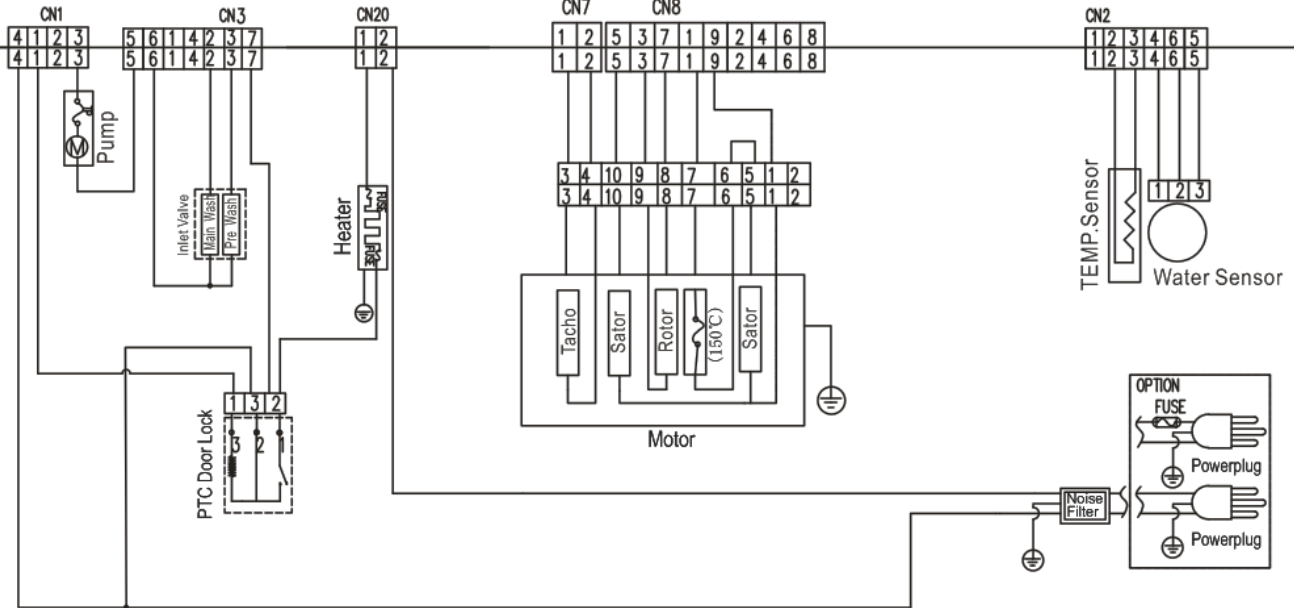 CN1
CN3
CN20
CN7
CN8
CN2
4 1 2 3
5 6 1 4 2 3 7
1 2
1 2
5 3 7 1 9 2 4 6 8
1 2 3 4 6 5
4 1 2 3
5 6 1 4 2 3 7
1 2
1 2
5 3 7 1 9 2 4 6 8
1 2 3 4 6 5
TP
M
Pump
Inlet Valve
Main Wash
Pre Wash
Heater
FUSE
FUSE
3 4 10 9 8 7 6 5 1 2
3 4 10 9 8 7 6 5 1 2
Tacho
Sator
Rotor
(150℃)
Sator
Motor
TEMP.Sensor
1 2 3
Water Sensor
PTC Door Lock
1 3 2
3 2 1
Noise
Filter
OPTION
FUSE
Powerplug
Powerplug